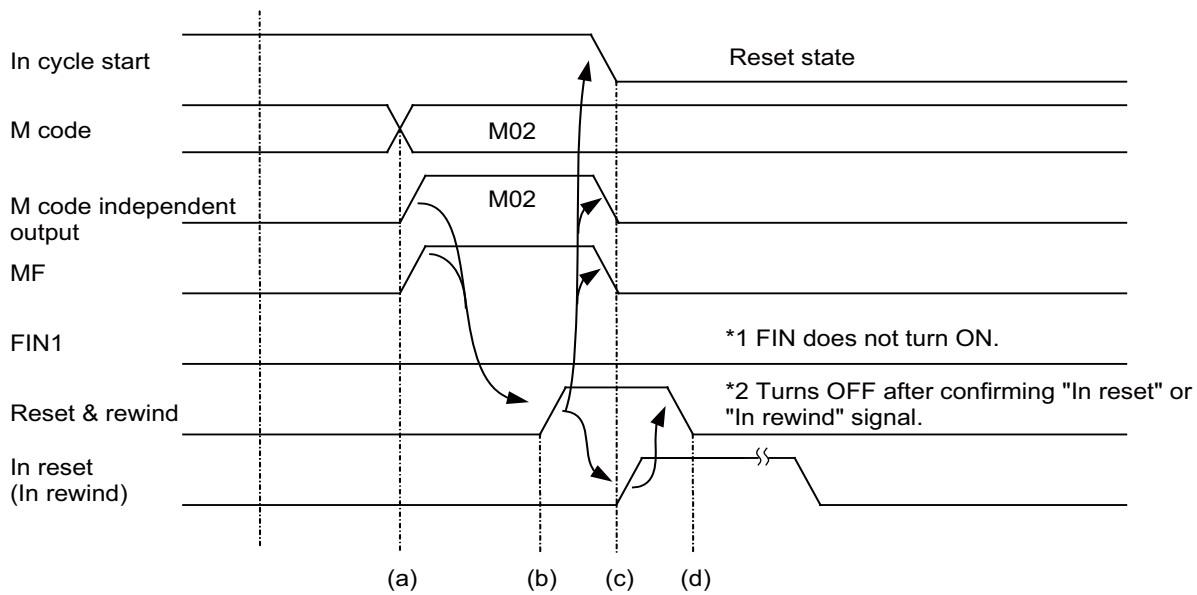 In cycle start
Reset state
M code
M02
M code independent
output
M02
MF
FIN1
*1 FIN does not turn ON.
Reset & rewind
*2 Turns OFF after confirming "In reset" or
"In rewind" signal.
In reset
(In rewind)
(a)
(b)
(c)
(d)